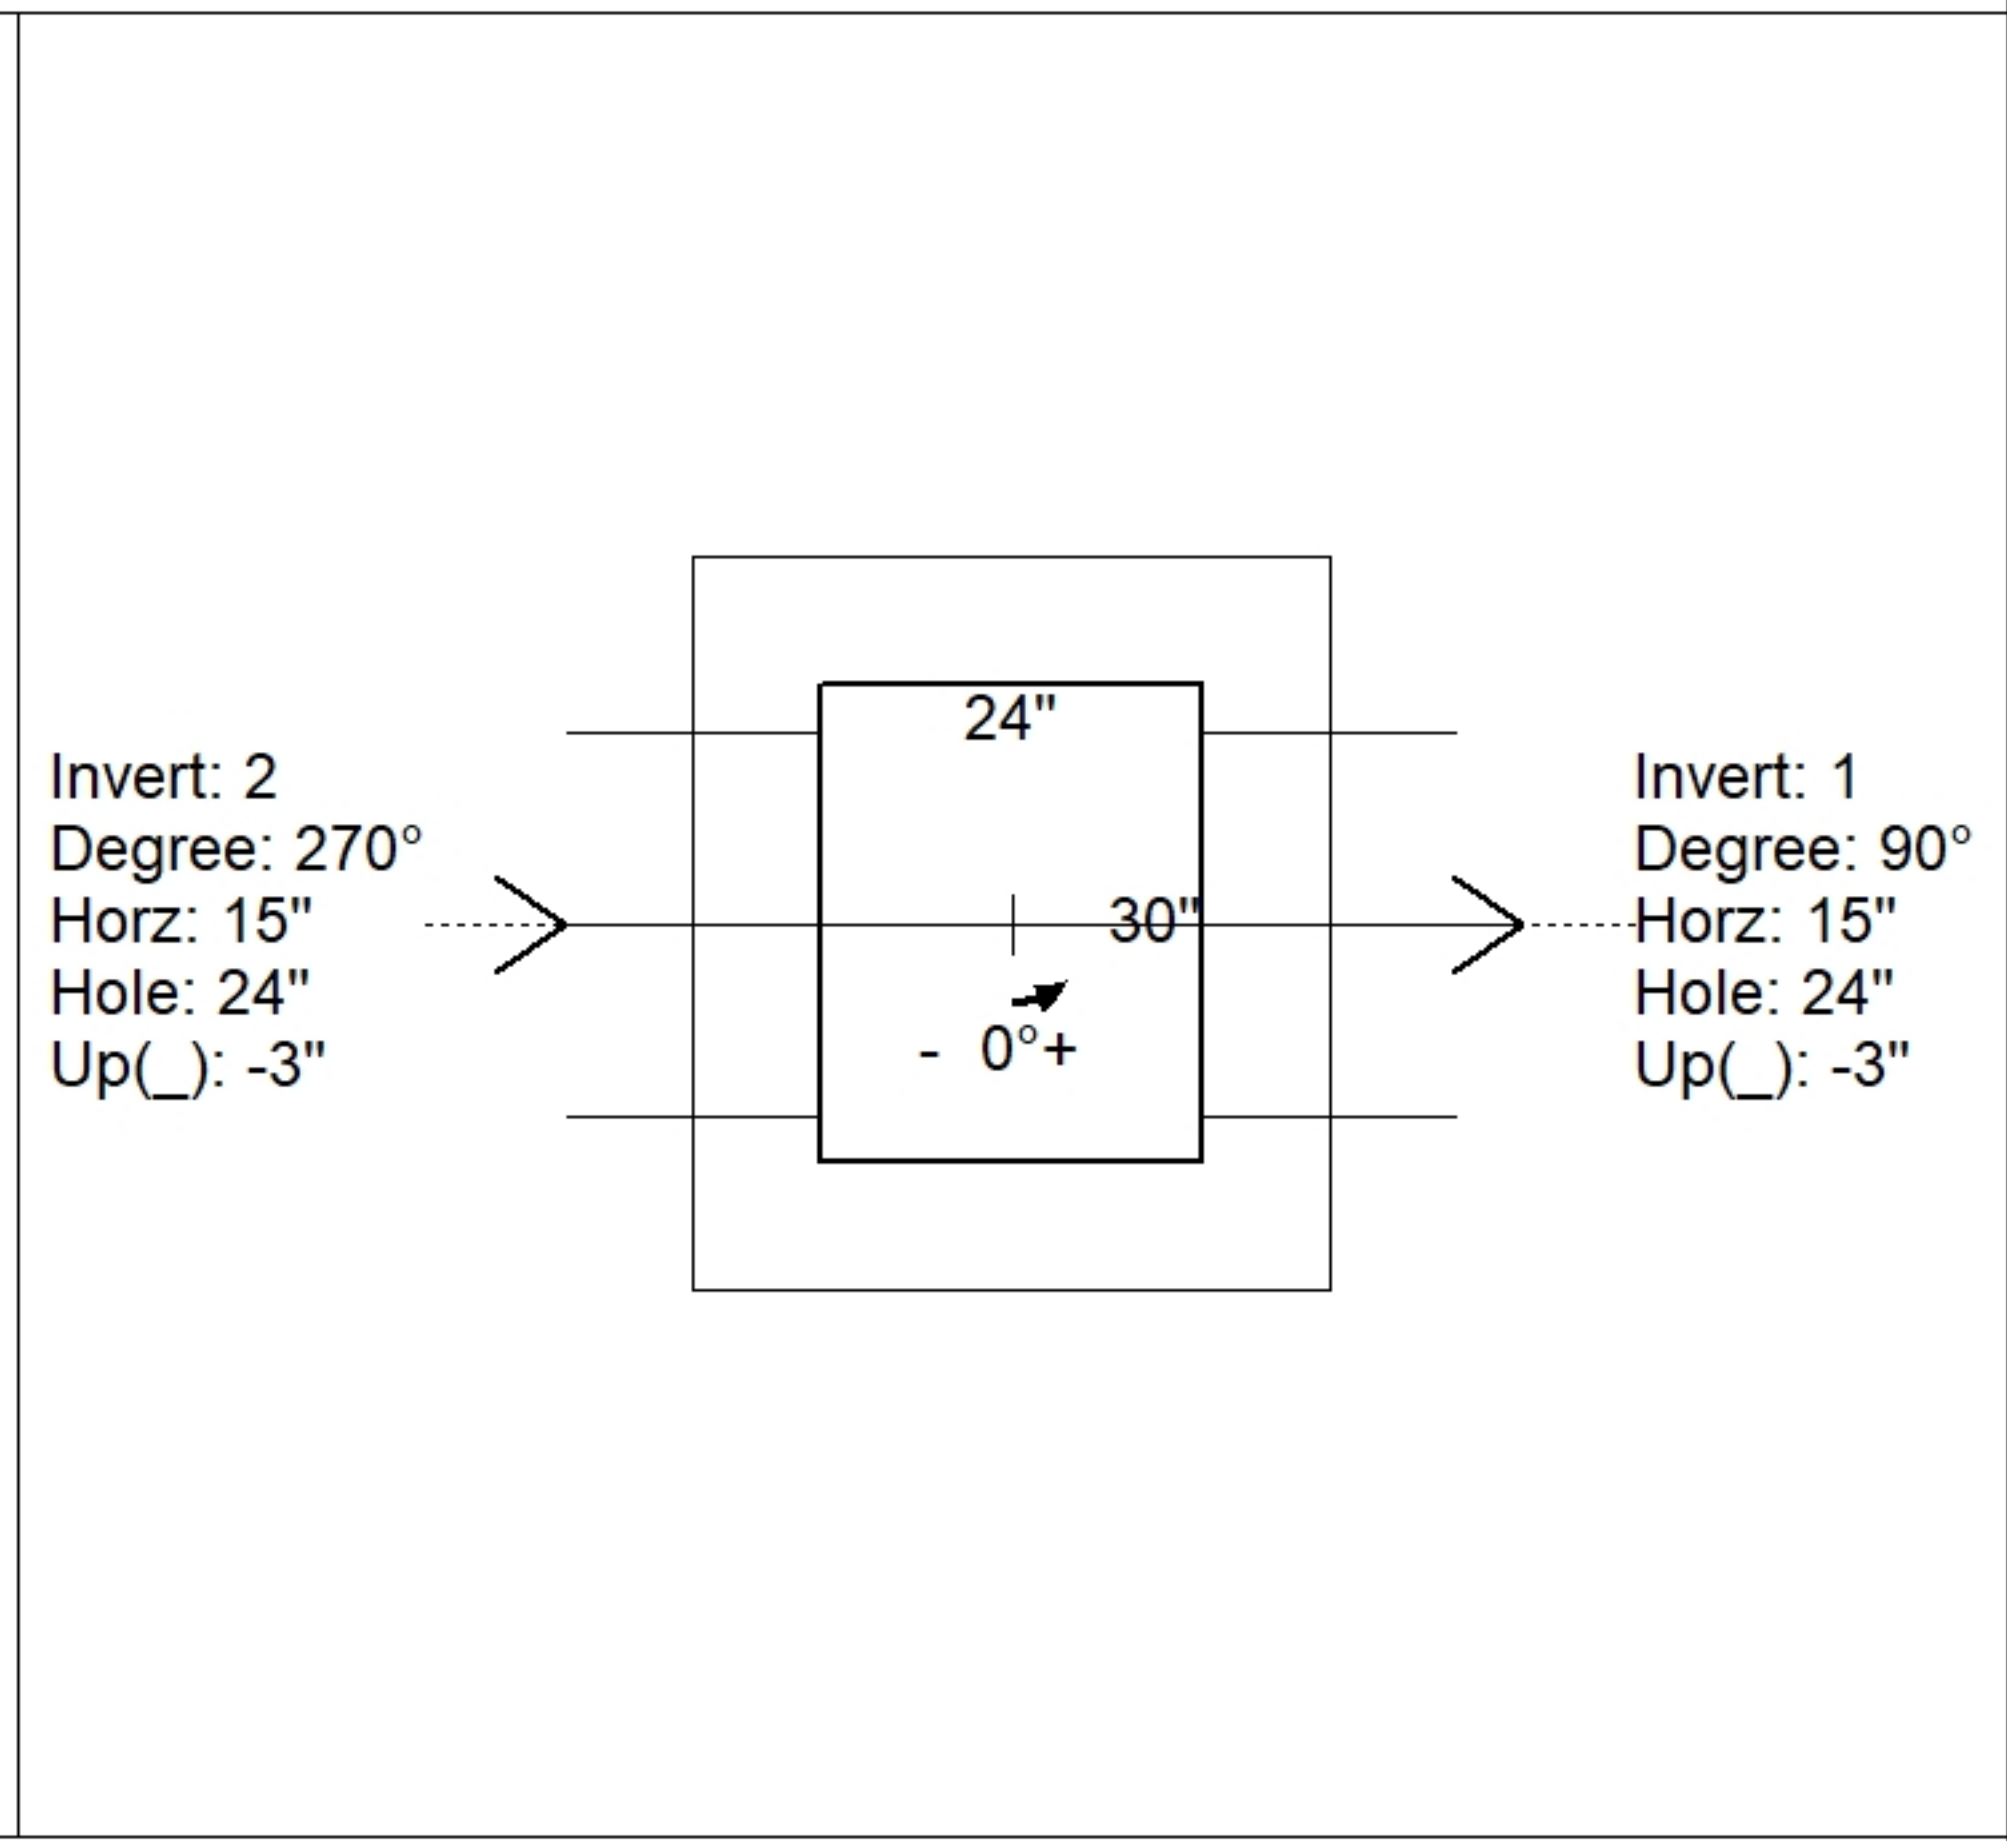 24"
Invert: 2
Degree: 270°
Horz: 15"
Hole: 24"
Up(_): -3"
30"
- 0°+
Invert: 1
Degree: 90°
Horz: 15"
Hole: 24"
Up(_): -3"